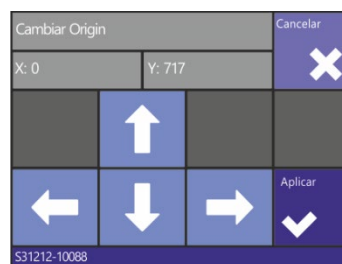 Cambiar Origin
Cancelar
X: 0
Y: 717
Aplicar
S31212-10088